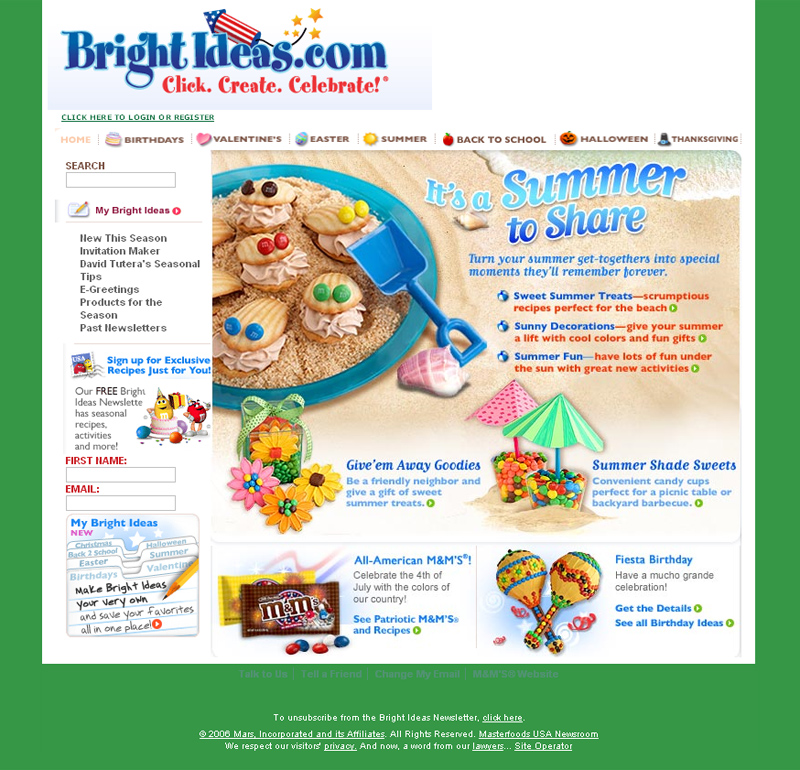 Bright Ideas.com
Click. Create. Celebrate!®
CLICK HERE TO LOGIN OR REGISTER
HOME BIRTHDAYS VALENTINE'S EASTER SUMMER BACK TO SCHOOL HALLOWEEN THANKSGIVING
SEARCH
My Bright Ideas
New This Season
Invitation Maker
David Tutera's Seasonal
Tips
E-Greetings
Products for the
Season
Past Newsletters
USA
Sign up for Exclusive
Recipes Just for You!
Our FREE Bright
Ideas Newslette
has seasonal
recipes,
activities
and more!
FIRST NAME:
EMAIL:
My Bright Ideas
NEW
Christmas Halloween
Back 2 School Summer
Easter
Birthdays Valentin
Make Bright Ideas
your very own
and save your favorites
all in one place!
It's a Summer
to Share
Turn your summer get-togethers into special
moments they'll remember forever.
Sweet Summer Treats—scrumptious
recipes perfect for the beach
Sunny Decorations—give your summer
a lift with cool colors and fun gifts
Summer Fun—have lots of fun under
the sun with great new activities
Give'em Away Goodies
Be a friendly neighbor and
give a gift of sweet
summer treats.
Summer Shade Sweets
Convenient candy cups
perfect for a picnic table or
backyard barbecue.
m&m's
All-American M&M'S®!
Celebrate the 4th of
July with the colors of
our country!
See Patriotic M&M'S®
and Recipes
Fiesta Birthday
Have a mucho grande
celebration!
Get the Details
See all Birthday Ideas
Talk to Us | Tell a Friend | Change My Email | M&M'S® Website
To unsubscribe from the Bright Ideas Newsletter, click here.
© 2006 Mars, Incorporated and its Affiliates. All Rights Reserved. Masterfoods USA Newsroom
We respect our visitors' privacy. And now, a word from our lawyers... Site Operator